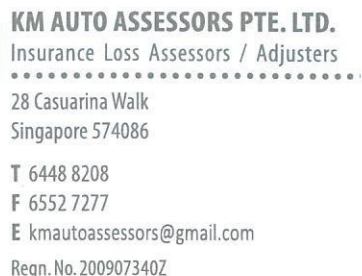 KM AUTO ASSESSORS PTE. LTD.
Insurance Loss Assessors / Adjusters
28 Casuarina Walk
Singapore 574086
T 6448 8208
F 6552 7277
E kmautoassessors@gmail.com
Regn. No. 200907340Z